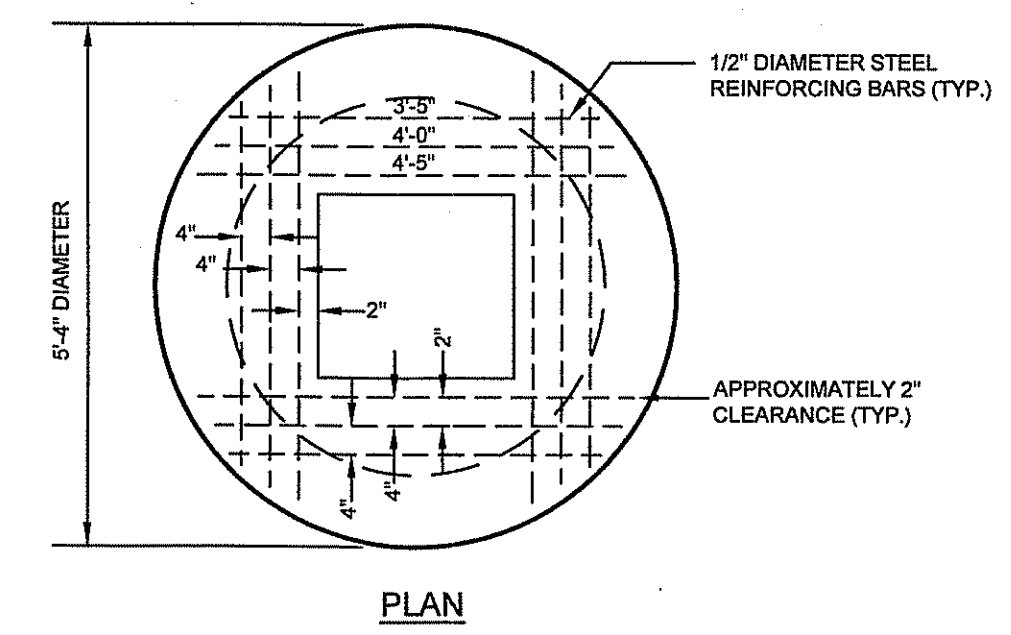 1/2" DIAMETER STEEL
REINFORCING BARS (TYP.)
3'-5"
4'-0"
4'-5"
5'-4" DIAMETER
4"
4"
2"
2"
APPROXIMATELY 2"
CLEARANCE (TYP.)
4"
4"
PLAN